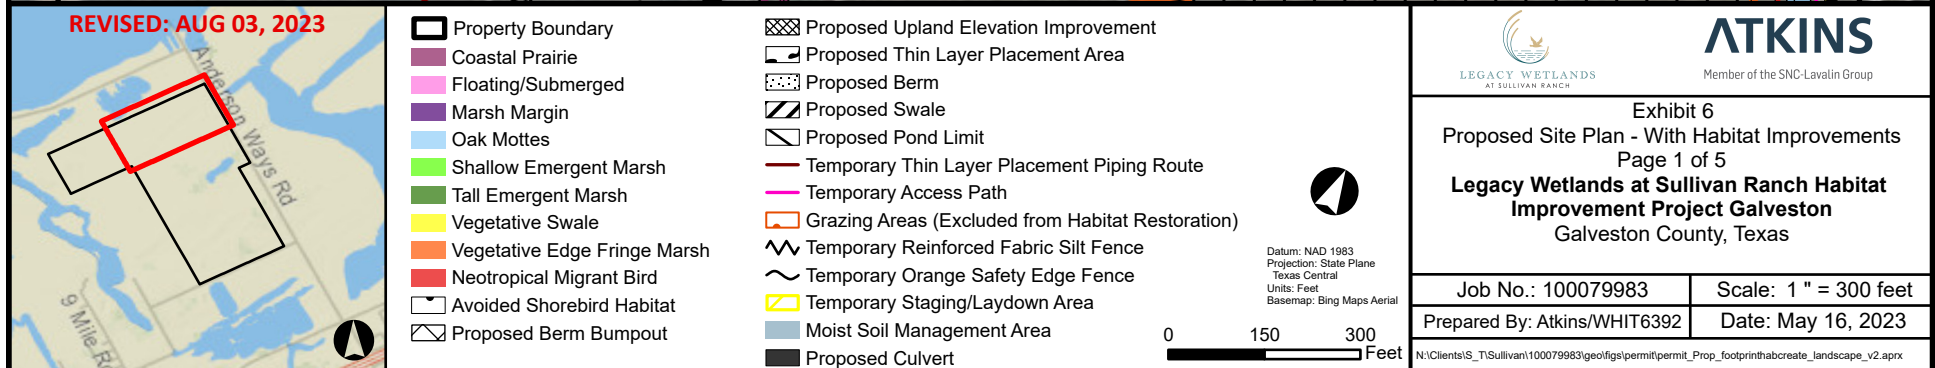 REVISED: AUG 03, 2023
Anderson Ways Rd
9 Mile Rd
Property Boundary
Coastal Prairie
Floating/Submerged
Marsh Margin
Oak Mottes
Shallow Emergent Marsh
Tall Emergent Marsh
Vegetative Swale
Vegetative Edge Fringe Marsh
Neotropical Migrant Bird
Avoided Shorebird Habitat
Proposed Berm Bumpout
Proposed Upland Elevation Improvement
Proposed Thin Layer Placement Area
Proposed Berm
Proposed Swale
Proposed Pond Limit
Temporary Thin Layer Placement Piping Route
Temporary Access Path
Grazing Areas (Excluded from Habitat Restoration)
Temporary Reinforced Fabric Silt Fence
Temporary Orange Safety Edge Fence
Temporary Staging/Laydown Area
Moist Soil Management Area
Proposed Culvert
Datum: NAD 1983
Projection: State Plane
Texas Central
Units: Feet
Basemap: Bing Maps Aerial
0 150 300
Feet
LEGACY WETLANDS
AT SULLIVAN RANCH
ATKINS
Member of the SNC-Lavalin Group
Exhibit 6
Proposed Site Plan - With Habitat Improvements
Page 1 of 5
Legacy Wetlands at Sullivan Ranch Habitat
Improvement Project Galveston
Galveston County, Texas
Job No.: 100079983
Scale: 1 " = 300 feet
Prepared By: Atkins/WHIT6392
Date: May 16, 2023
N:\Clients\S_T\Sullivan\100079983\geo\figs\permit\permit_Prop_footprinthabcreate_landscape_v2.aprx